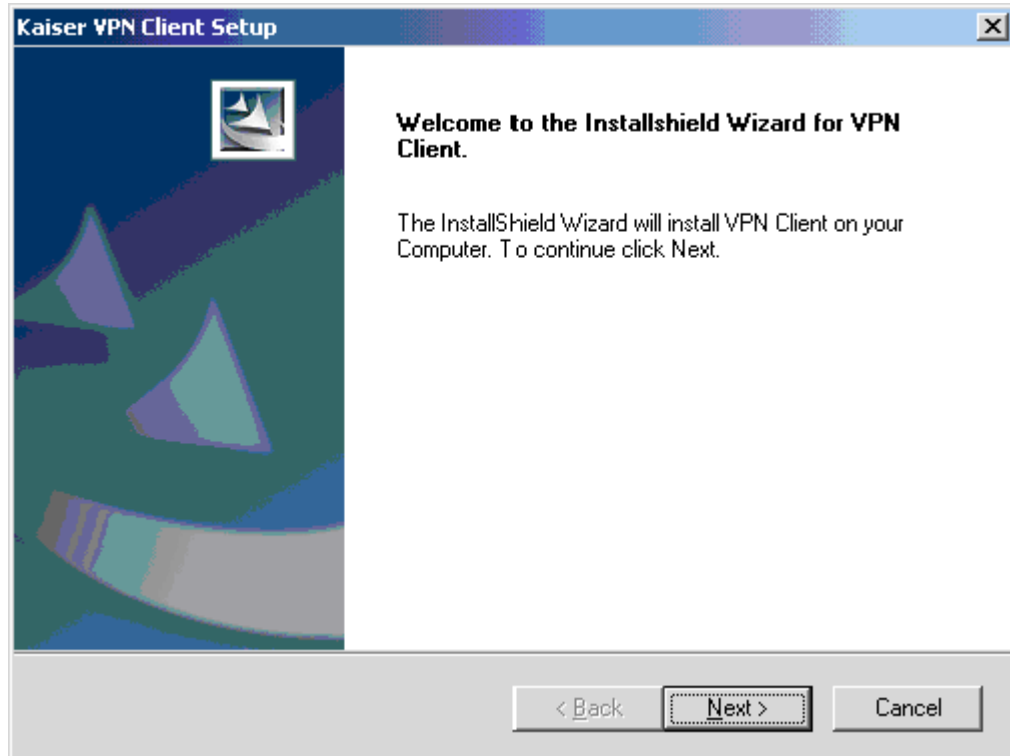 Kaiser VPN Client Setup
Welcome to the Installshield Wizard for VPN
Client.
The InstallShield Wizard will install VPN Client on your
Computer. To continue click Next.
< Back
Next >
Cancel